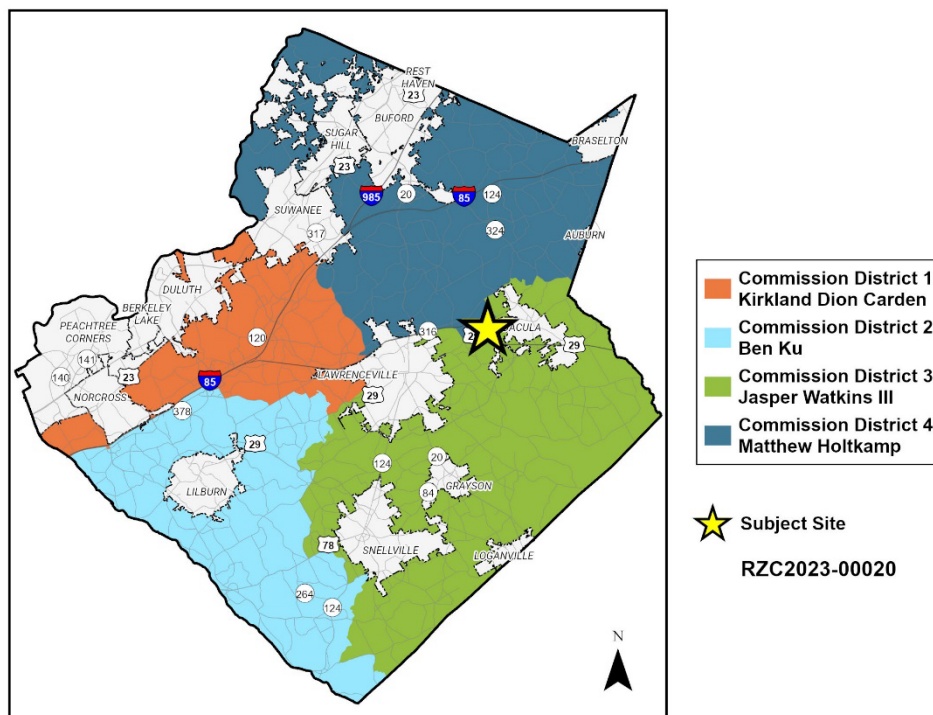 REST
HAVEN
23
BUFORD
BRASELTON
SUGAR
HILL
23
985
20
85
124
SUWANEE
317
324
AUBURN
DULUTH
BERKELEY
LAKE
PEACHTREE
CORNERS
141
140
23
NORCROSS
120
85
316
ACULA
29
LAWRENCEVILLE
29
378
29
LILBURN
124
20
84
GRAYSON
78
SNELLVILLE
LOGANVILLE
264
124
N
Commission District 1
Kirkland Dion Carden
Commission District 2
Ben Ku
Commission District 3
Jasper Watkins III
Commission District 4
Matthew Holtkamp
Subject Site
RZC2023-00020